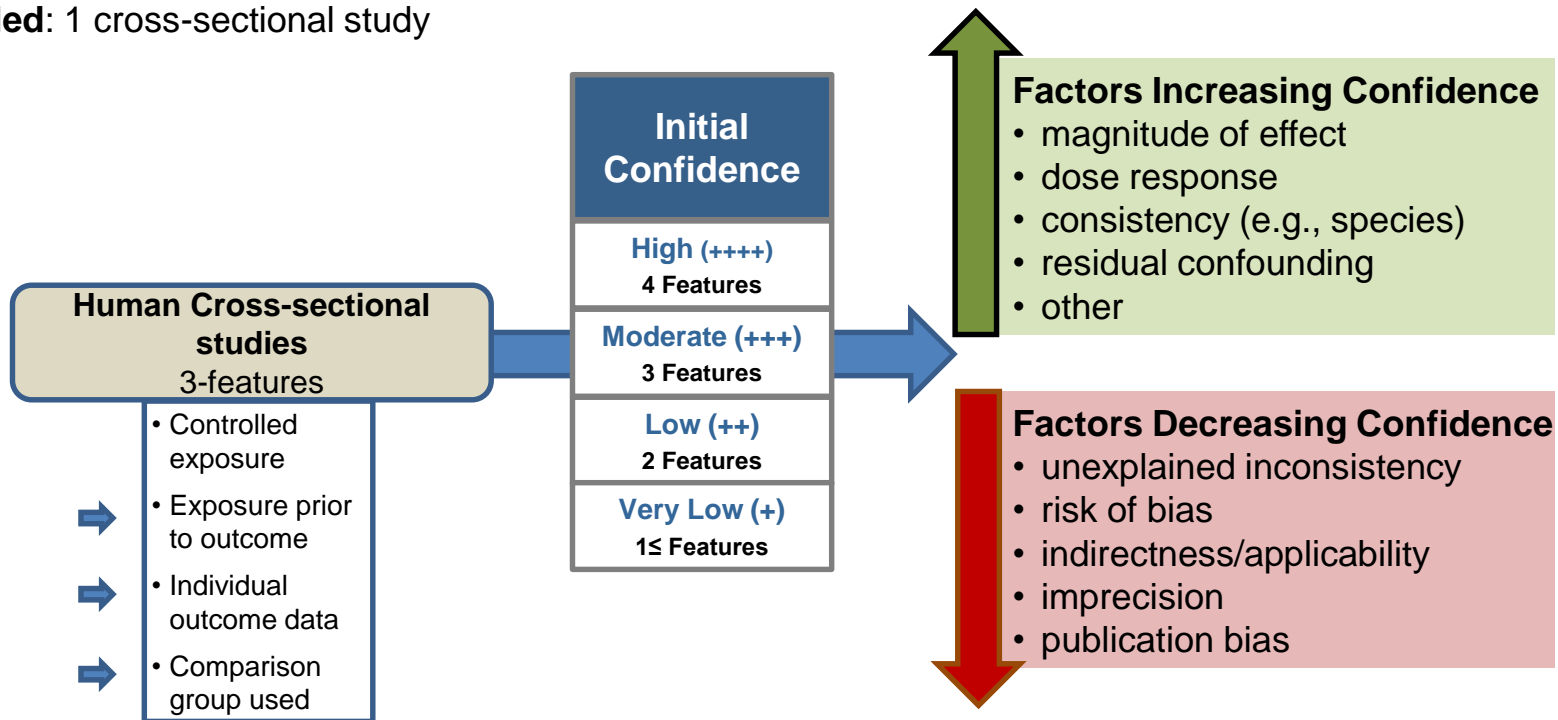 led: 1 cross-sectional study
Initial
Confidence
High (++++)
4 Features
Moderate (+++)
3 Features
Low (++)
2 Features
Very Low (+)
1≤ Features
Human Cross-sectional
studies
3-features
• Controlled
exposure
• Exposure prior
to outcome
• Individual
outcome data
• Comparison
group used
Factors Increasing Confidence
• magnitude of effect
• dose response
• consistency (e.g., species)
• residual confounding
• other
Factors Decreasing Confidence
• unexplained inconsistency
• risk of bias
• indirectness/applicability
• imprecision
• publication bias